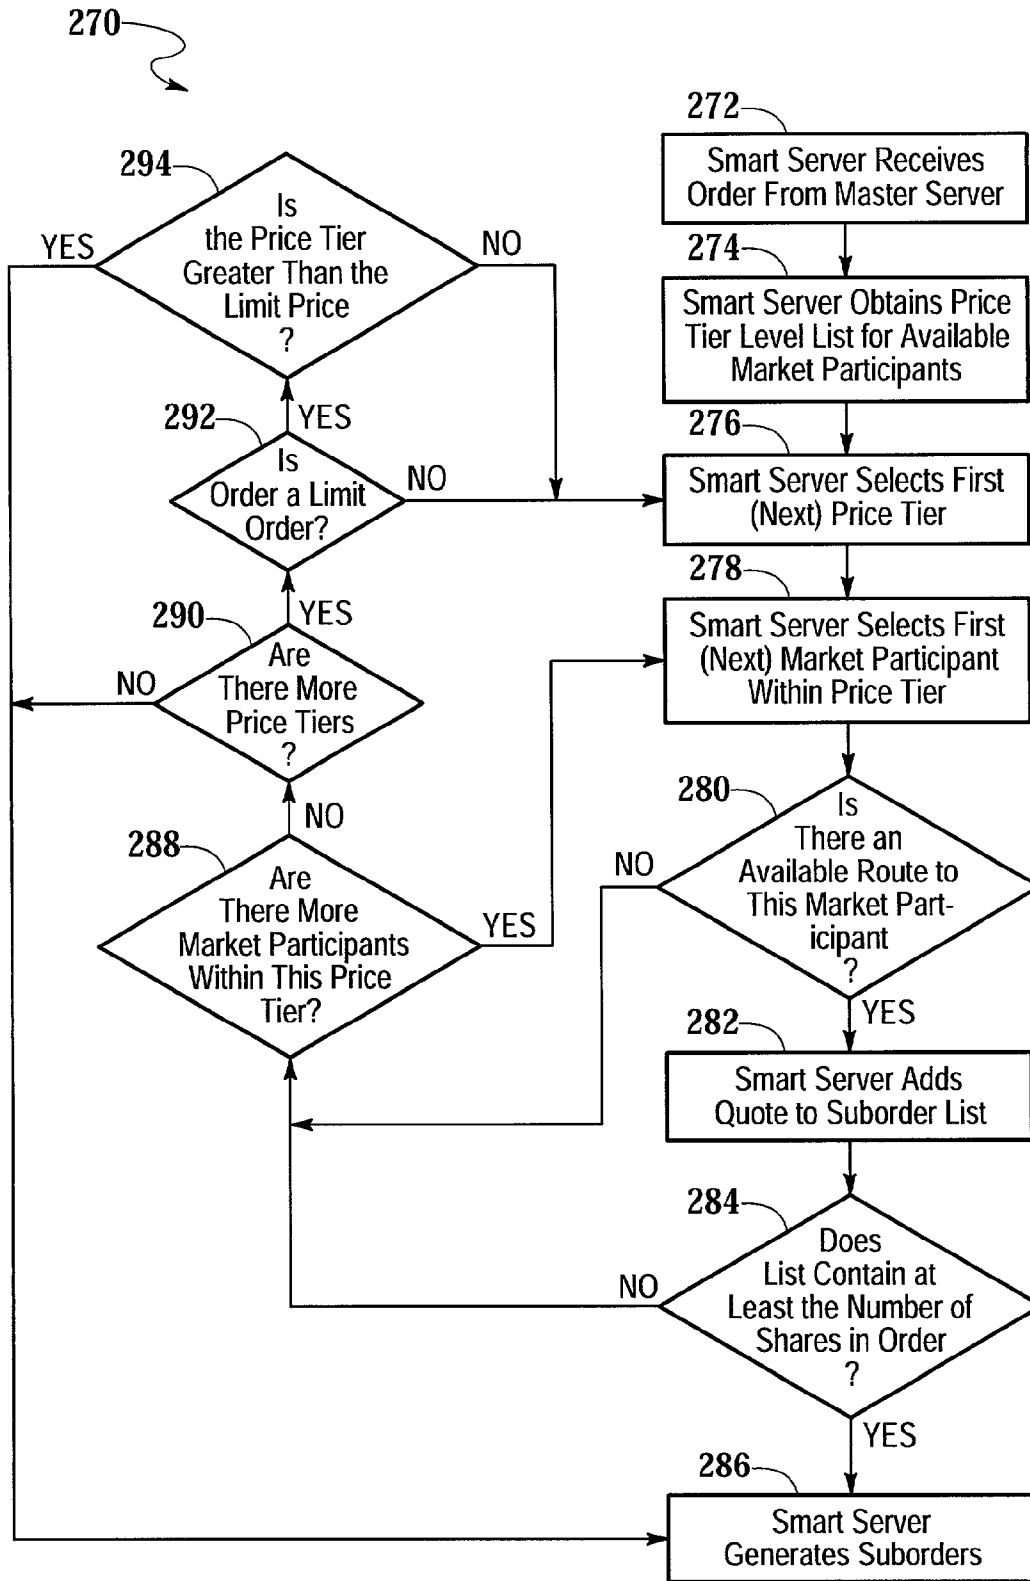 270
272
Smart Server Receives
Order From Master Server
274
Smart Server Obtains Price
Tier Level List for Available
Market Participants
276
Smart Server Selects First
(Next) Price Tier
278
Smart Server Selects First
(Next) Market Participant
Within Price Tier
280
Is
There an
Available Route to
This Market Part-
icipant
?
NO
YES
282
Smart Server Adds
Quote to Suborder List
284
Does
List Contain at
Least the Number of
Shares in Order
?
NO
YES
286
Smart Server
Generates Suborders
288
Are
There More
Market Participants
Within This Price
Tier?
YES
NO
290
Are
There More
Price Tiers
?
NO
YES
292
Is
Order a Limit
Order?
NO
YES
294
Is
the Price Tier
Greater Than the
Limit Price
?
YES
NO